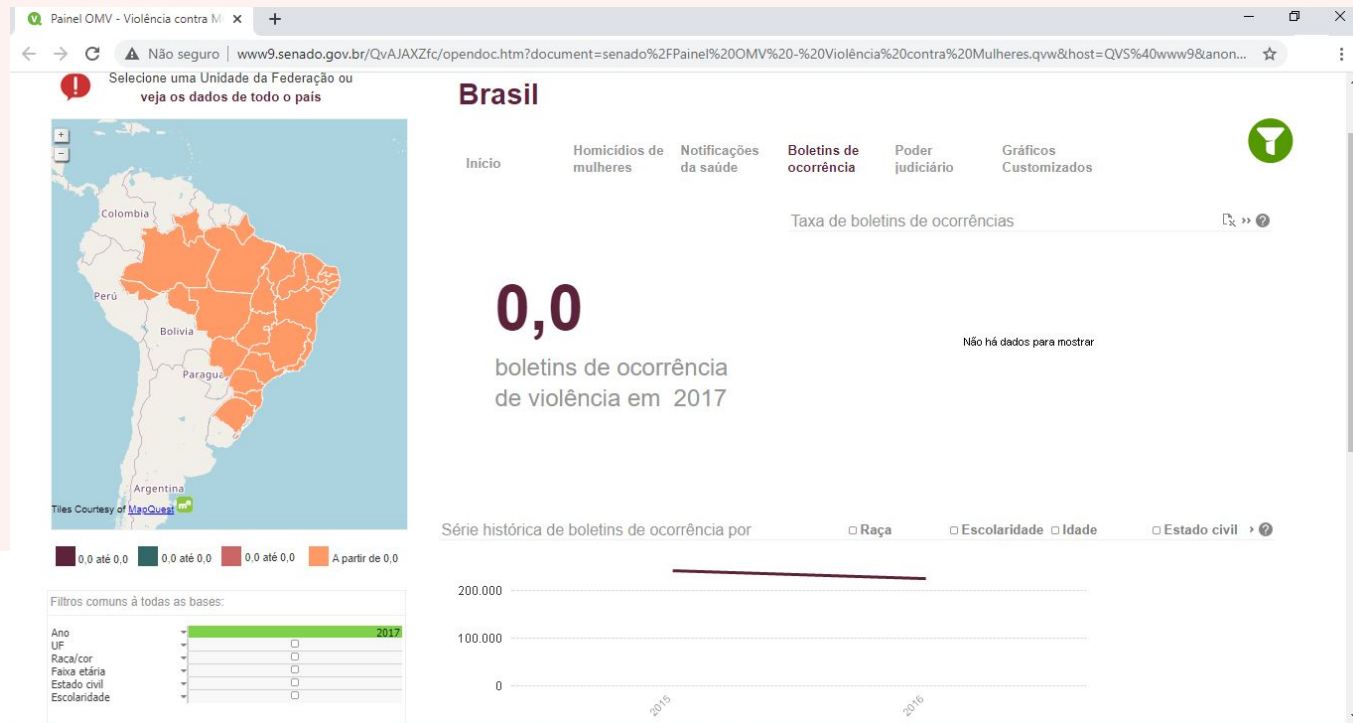 Painel OMV - Violência contra M
Não seguro | www9.senado.gov.br/QvAJAXZfc/opendoc.htm?document=senado%2FPainel%20OMV%20-%20Violência%20contra%20Mulheres.qvw&host=QVS%40www9&anon...
Selecione uma Unidade da Federação ou
veja os dados de todo o país
+
-
Colombia
Perú
Bolivia
Paraguay
Argentina
Tiles Courtesy of MapQuest
0,0 até 0,0
0,0 até 0,0
0,0 até 0,0
A partir de 0,0
Filtros comuns à todas as bases:
Ano 2017
UF
Raca/cor
Faixa etária
Estado civil
Escolaridade
Brasil
Início
Homicídios de
mulheres
Notificações
da saúde
Boletins de
ocorrência
Poder
judiciário
Gráficos
Customizados
Taxa de boletins de ocorrências
0,0
boletins de ocorrência
de violência em 2017
Não há dados para mostrar
Série histórica de boletins de ocorrência por
Raça
Escolaridade
Idade
Estado civil
200.000
100.000
0
2015
2016